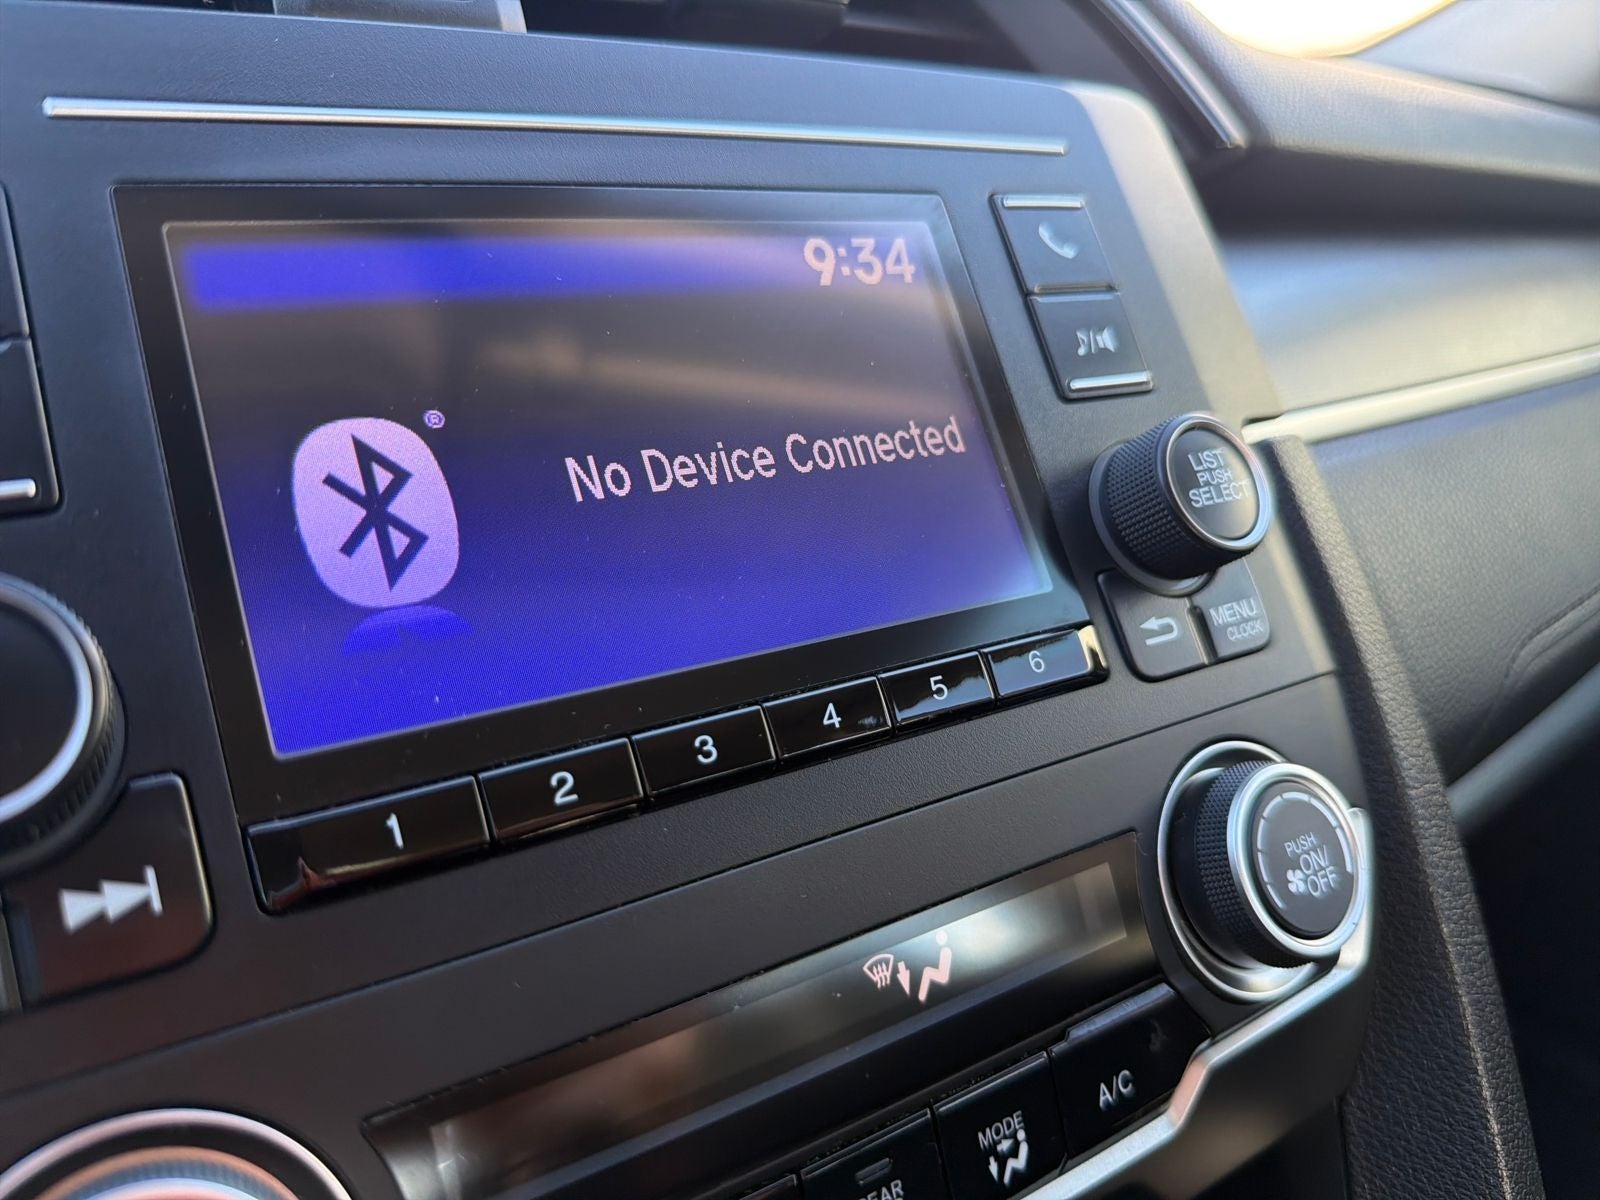 9:34
®
No Device Connected
LIST
PUSH
SELECT
MENU
CLOCK
1 2 3 4 5 6
PUSH
ON/
OFF
A/C
MODE